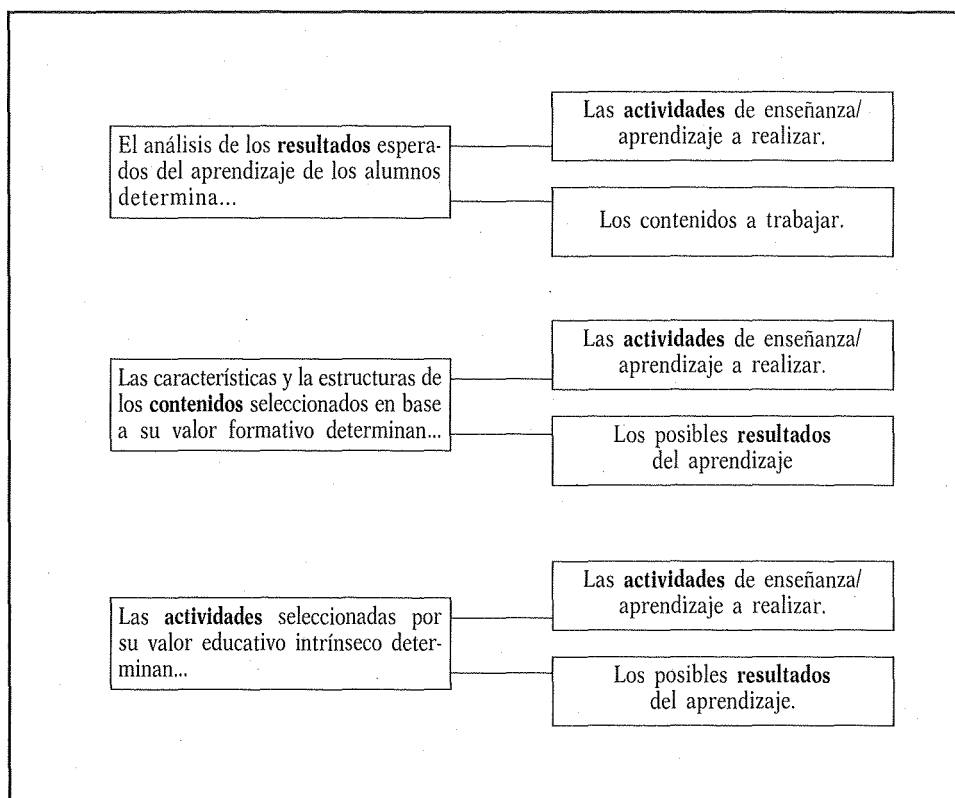 El análisis de los resultados espera-
dos del aprendizaje de los alumnos
determina...
Las actividades de enseñanza/
aprendizaje a realizar.
Los contenidos a trabajar.
Las características y la estructuras de
los contenidos seleccionados en base
a su valor formativo determinan...
Las actividades de enseñanza/
aprendizaje a realizar.
Los posibles resultados
del aprendizaje
Las actividades seleccionadas por
su valor educativo intrínseco deter-
minan...
Las actividades de enseñanza/
aprendizaje a realizar.
Los posibles resultados
del aprendizaje.